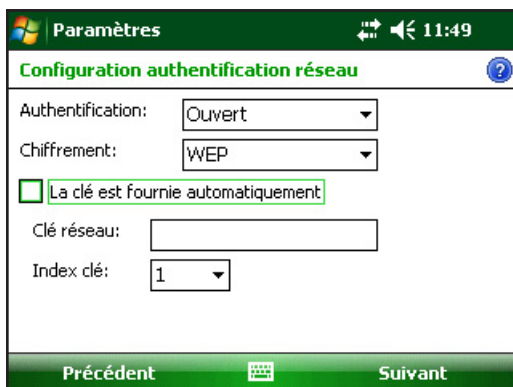 Paramètres 11:49
Configuration authentification réseau ?
Authentification: Ouvert
Chiffrement: WEP
La clé est fournie automatiquement
Clé réseau:
Index clé: 1
Précédent Suivant